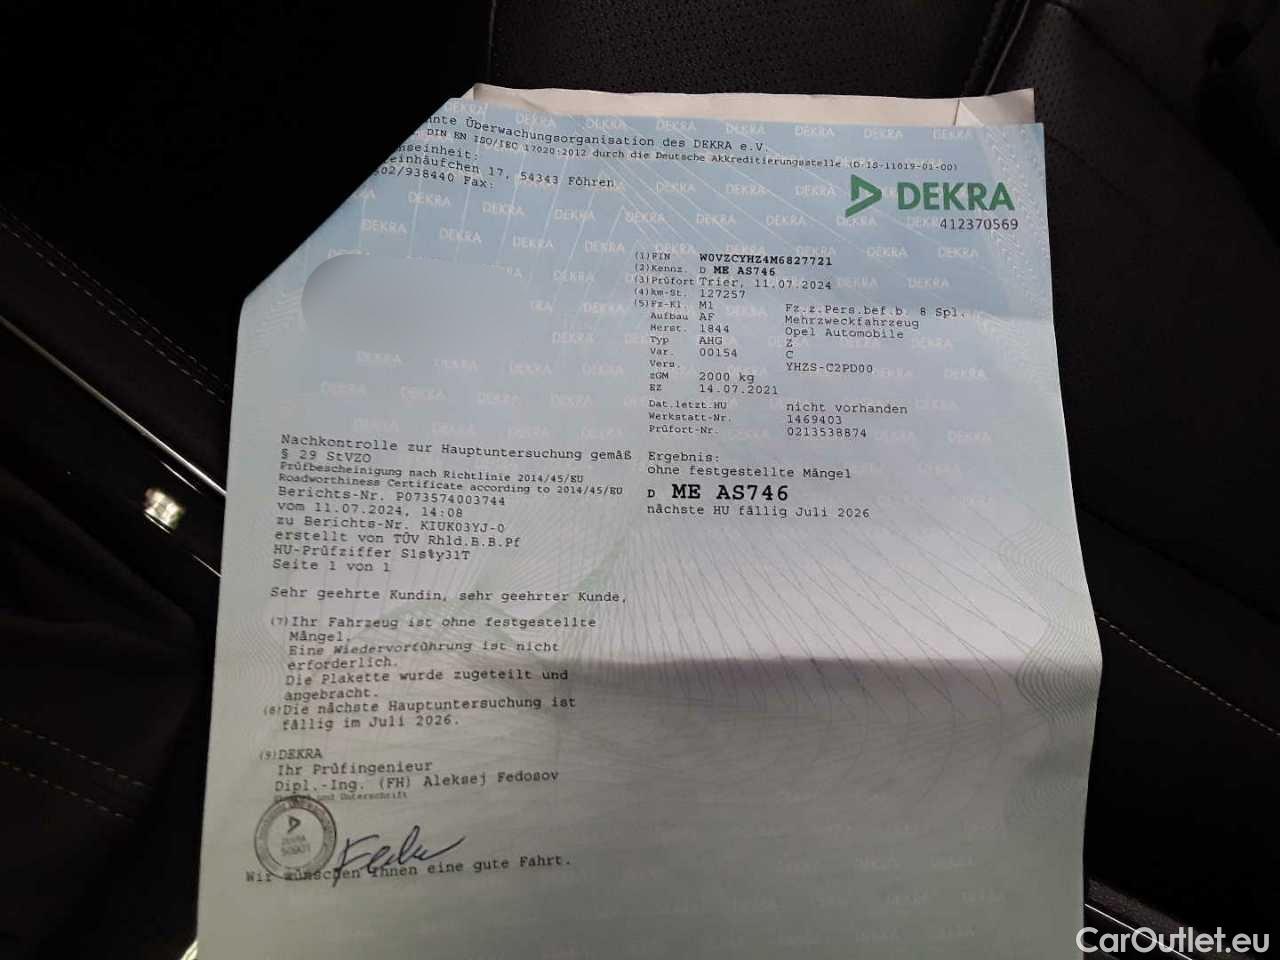 nnte Überwachungsorganisation des DEKRA e.V.
DIN EN ISO/IEC 17020:2012 durch die Deutsche Akkreditierungsstelle (D-IS-11019-01-00)
nseinheit:
einhäufchen 17, 54343 Föhren
502/938440 Fax:
DEKRA
412370569
(1) FIN W0VZCYHZ4M6827721
(2) Kennz. D ME AS746
(3) Prüfort Trier, 11.07.2024
(4) km-St. 127257
(5) Fz-Kl. M1 Fz.z.Pers.bef.b. 8 Spl.
Aufbau AF Mehrzweckfahrzeug
Herst. 1844 Opel Automobile
Typ AHG Z
Var. 00154 C
Vers. YHZS-C2PD00
zGM 2000 kg
EZ 14.07.2021
Dat.letzt.HU nicht vorhanden
Werkstatt-Nr. 1469403
Prüfort-Nr. 0213538874
Nachkontrolle zur Hauptuntersuchung gemäß
§ 29 StVZO
Prüfbescheinigung nach Richtlinie 2014/45/EU
Roadworthiness Certificate according to 2014/45/EU
Berichts-Nr. P073574003744
vom 11.07.2024, 14:08
zu Berichts-Nr. KIUK03YJ-0
erstellt von TÜV Rhld.B.B.Pf
HU-Prüfziffer S1s%y31T
Seite 1 von 1
Ergebnis:
ohne festgestellte Mängel
D ME AS746
nächste HU fällig Juli 2026
Sehr geehrte Kundin, sehr geehrter Kunde,
(7) Ihr Fahrzeug ist ohne festgestellte
Mängel.
Eine Wiedervorführung ist nicht
erforderlich.
Die Plakette wurde zugeteilt und
angebracht.
(8) Die nächste Hauptuntersuchung ist
fällig im Juli 2026.
(9) DEKRA
Ihr Prüfingenieur
Dipl.-Ing. (FH) Aleksej Fedosov
und Unterschrift
DEKRA
Wir wünschen Ihnen eine gute Fahrt.
CarOutlet.eu